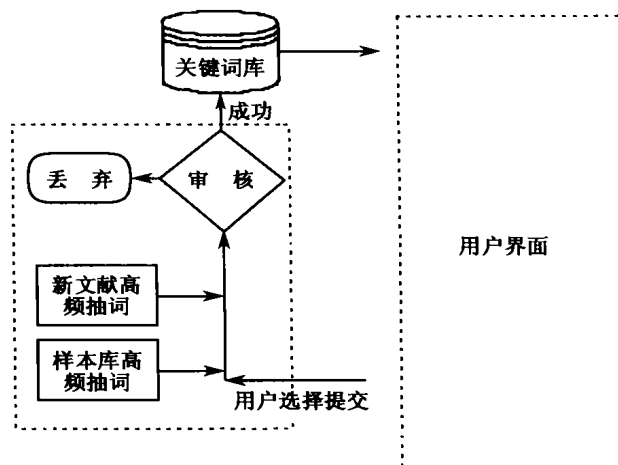 关键词库
成功
丢 弃
审 核
用户界面
新文献高
频抽词
样本库高
频抽词
用户选择提交